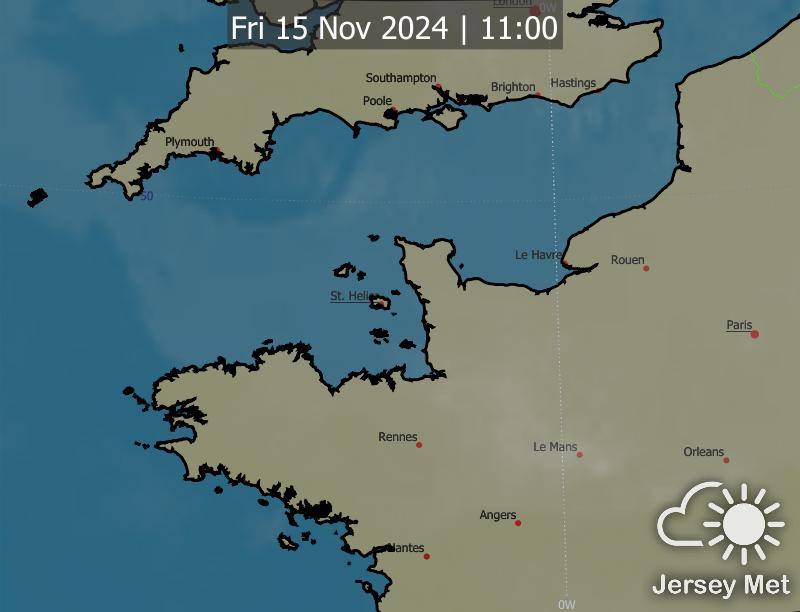 London
0W
Fri 15 Nov 2024 | 11:00
Southampton
Brighton
Hastings
Poole
Plymouth
50
Le Havre
Rouen
St. Helier
Paris
Rennes
Le Mans
Orleans
Angers
Nantes
Jersey Met
0W